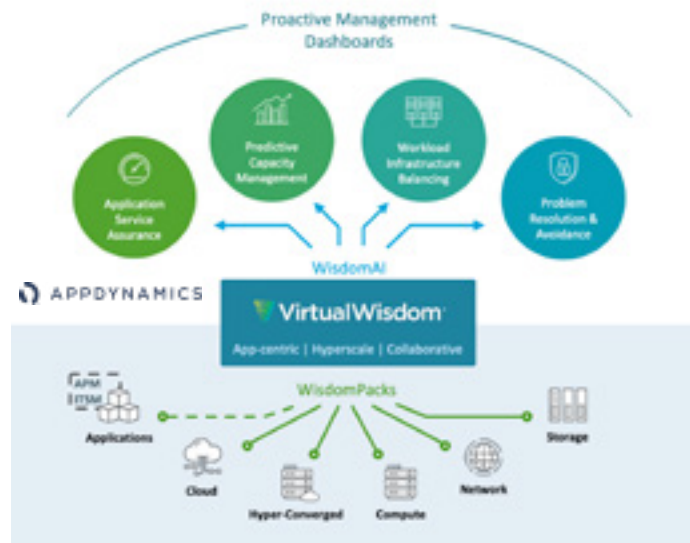 Proactive Management
Dashboards
Application
Service
Assurance
Predictive
Capacity
Management
Workload
Infrastructure
Balancing
Problem
Resolution &
Avoidance
WisdomAI
APPDYNAMICS
VirtualWisdom
App-centric | Hyperscale | Collaborative
WisdomPacks
APM
ITSM
Applications
Cloud
Hyper-Converged
Compute
Network
Storage